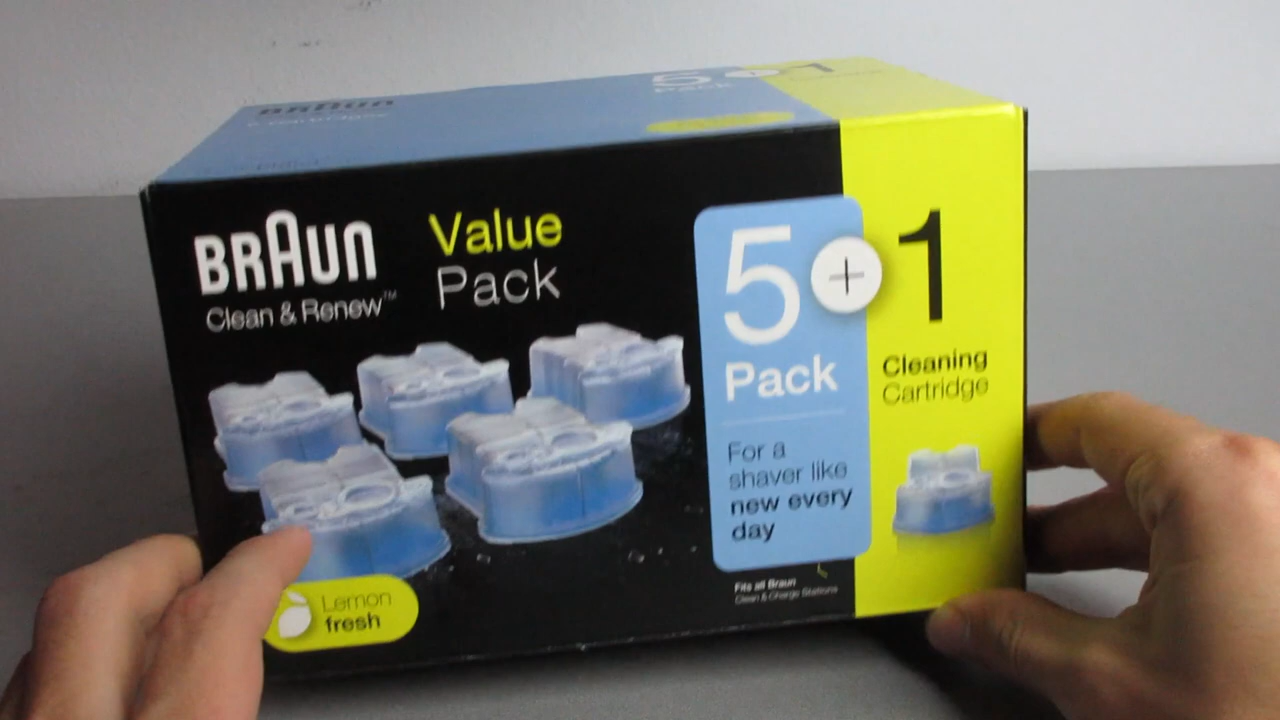 BRAUN
5 + 1
Pack
BRAUN
Clean & Renew™
Value
Pack
5 + 1
Pack
Cleaning
Cartridge
For a
shaver like
new every
day
Fits all Braun
Clean & Charge Stations
Lemon
fresh